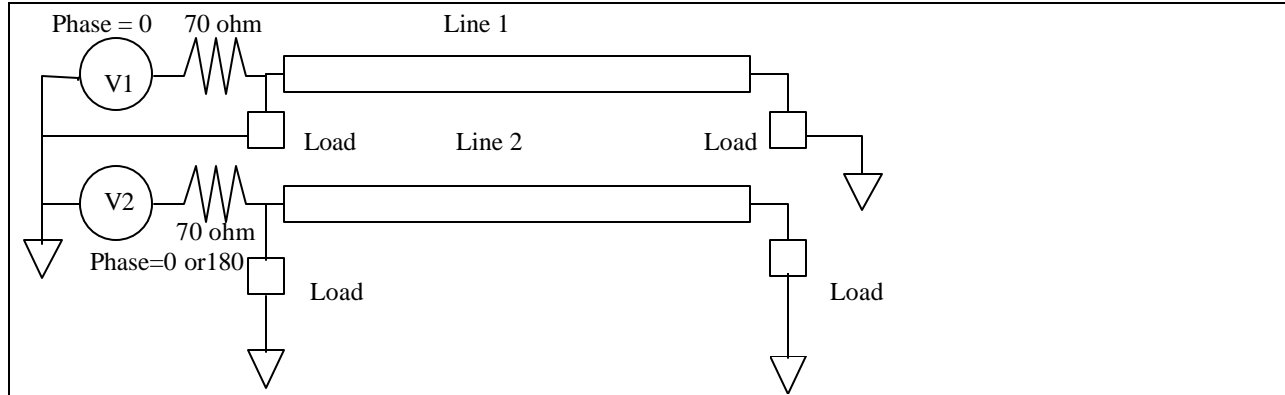 Phase = 0 70 ohm Line 1
V1
Load Line 2 Load
V2
70 ohm
Phase=0 or180
Load Load